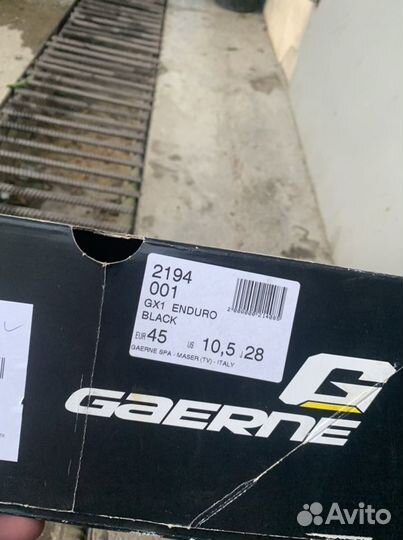 2194
001
GX1 ENDURO
BLACK
EUR 45 US 10,5 J 28
GAERNE SPA - MASER (TV) - ITALY
G
GAERNE
Avito